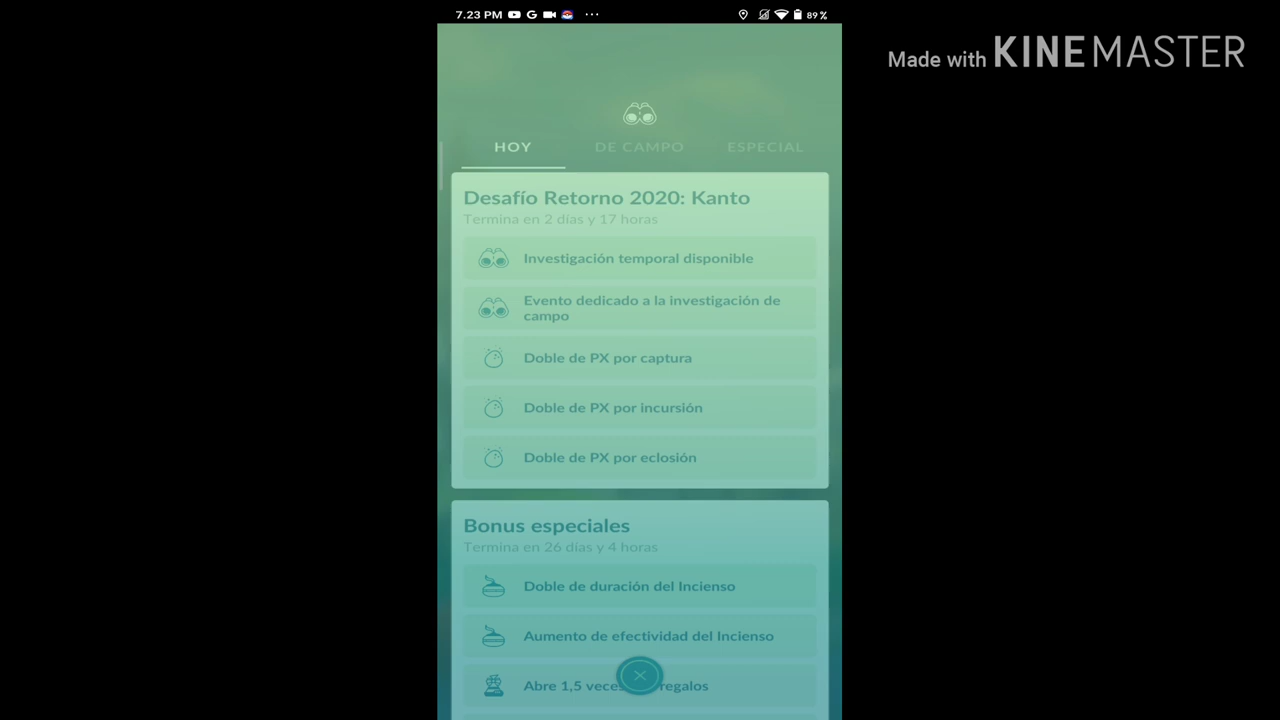 7.23 PM
89%
Made with KINEMASTER
HOY
DE CAMPO
ESPECIAL
Desafío Retorno 2020: Kanto
Termina en 2 días y 17 horas
Investigación temporal disponible
Evento dedicado a la investigación de
campo
Doble de PX por captura
Doble de PX por incursión
Doble de PX por eclosión
Bonus especiales
Termina en 26 días y 4 horas
Doble de duración del Incienso
Aumento de efectividad del Incienso
Abre 1,5 veces regalos